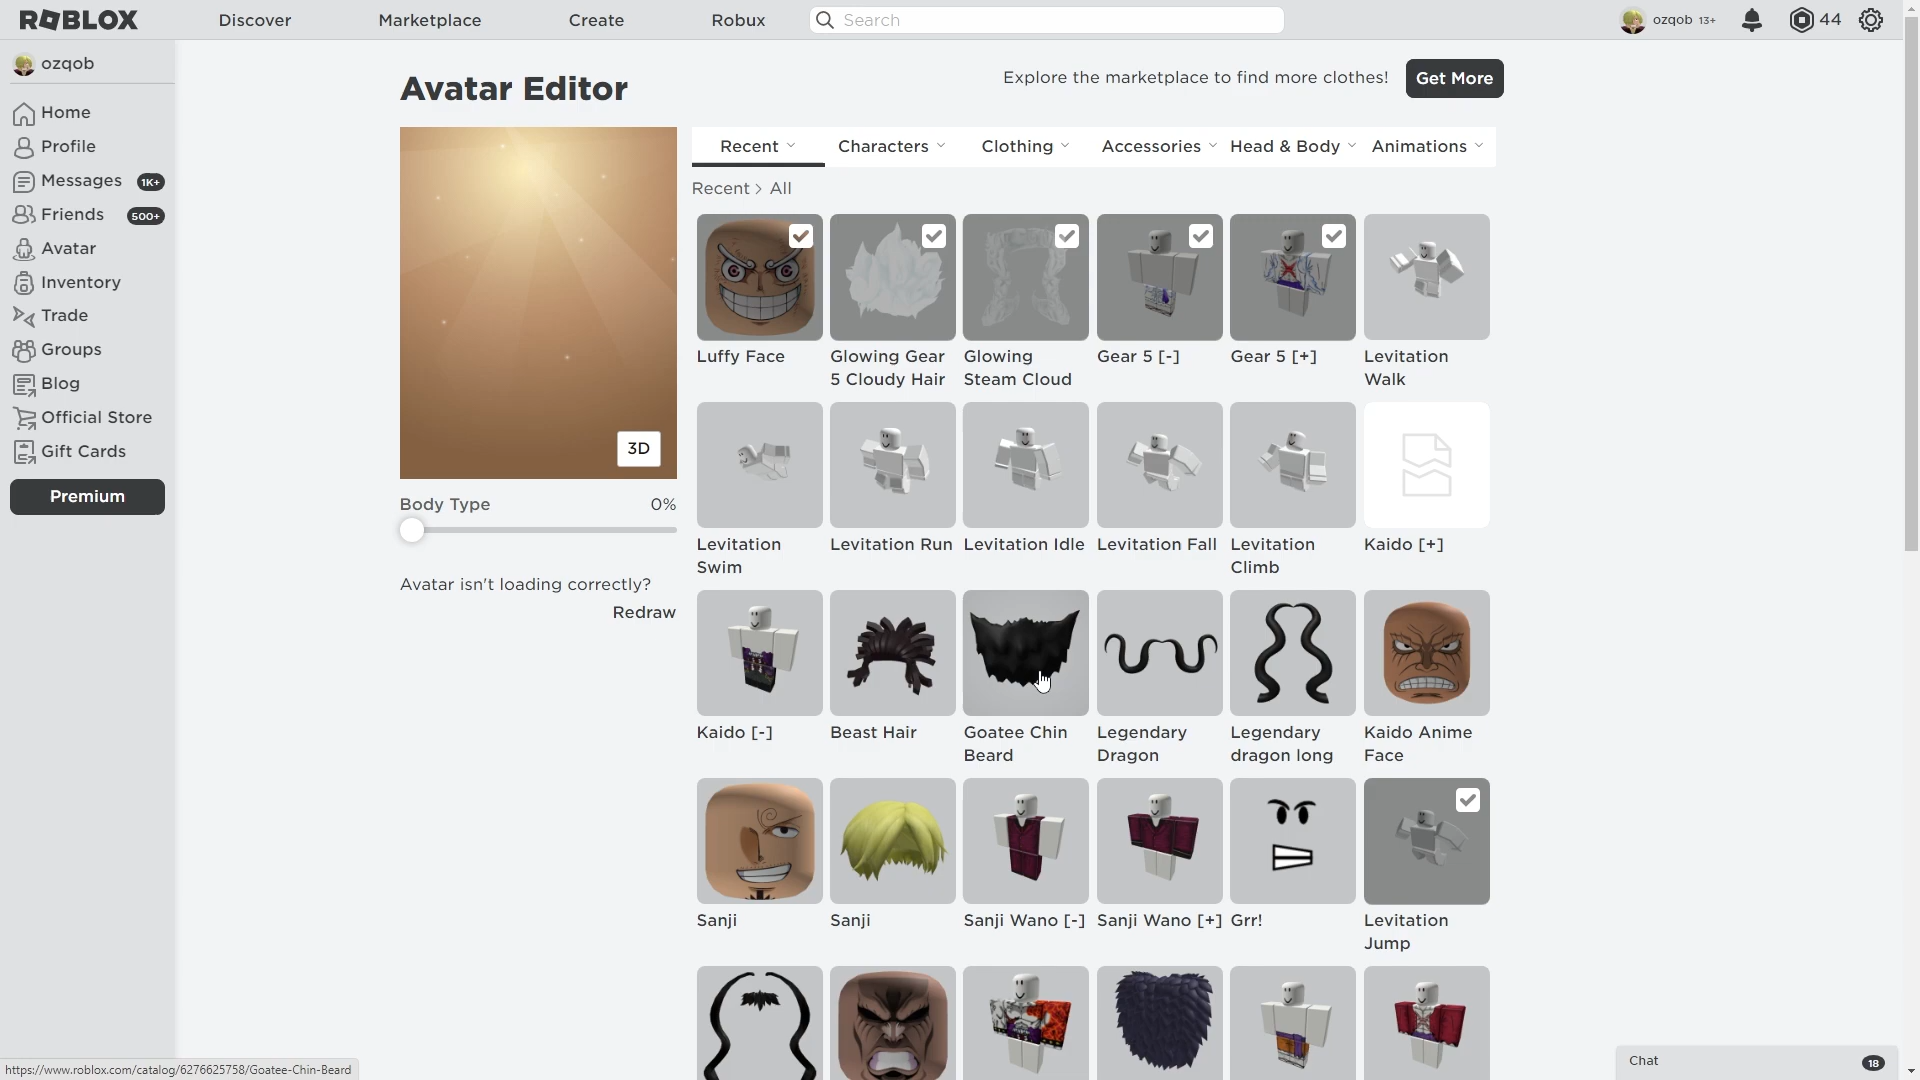 ROBLOX
Discover
Marketplace
Create
Robux
Search
ozqob 13+
44
ozqob
Home
Profile
Messages 1K+
Friends 500+
Avatar
Inventory
Trade
Groups
Blog
Official Store
Gift Cards
Premium
Avatar Editor
Explore the marketplace to find more clothes!
Get More
3D
Body Type 0%
Avatar isn't loading correctly?
Redraw
Recent Characters Clothing Accessories Head & Body Animations
Recent > All
Luffy Face
Glowing Gear
5 Cloudy Hair
Glowing
Steam Cloud
Gear 5 [-]
Gear 5 [+]
Levitation
Walk
Levitation
Swim
Levitation Run
Levitation Idle
Levitation Fall
Levitation
Climb
Kaido [+]
Kaido [-]
Beast Hair
Goatee Chin
Beard
Legendary
Dragon
Legendary
dragon long
Kaido Anime
Face
Sanji
Sanji
Sanji Wano [-]
Sanji Wano [+]
Grr!
Levitation
Jump
https://www.roblox.com/catalog/6276625758/Goatee-Chin-Beard
Chat 18